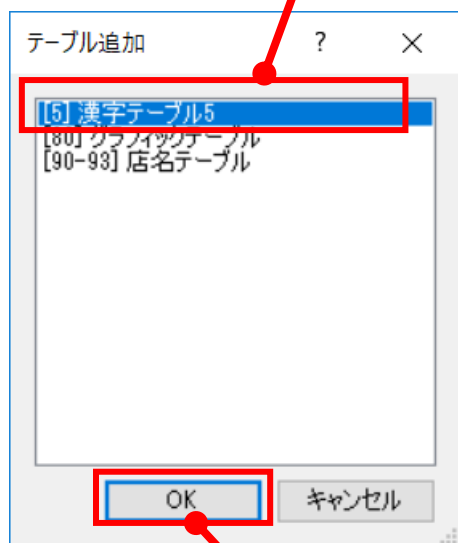 テーブル追加 ?
[5] 漢字テーブル5
[80] グラフィックテーブル
[90-93] 店名テーブル
OK キャンセル